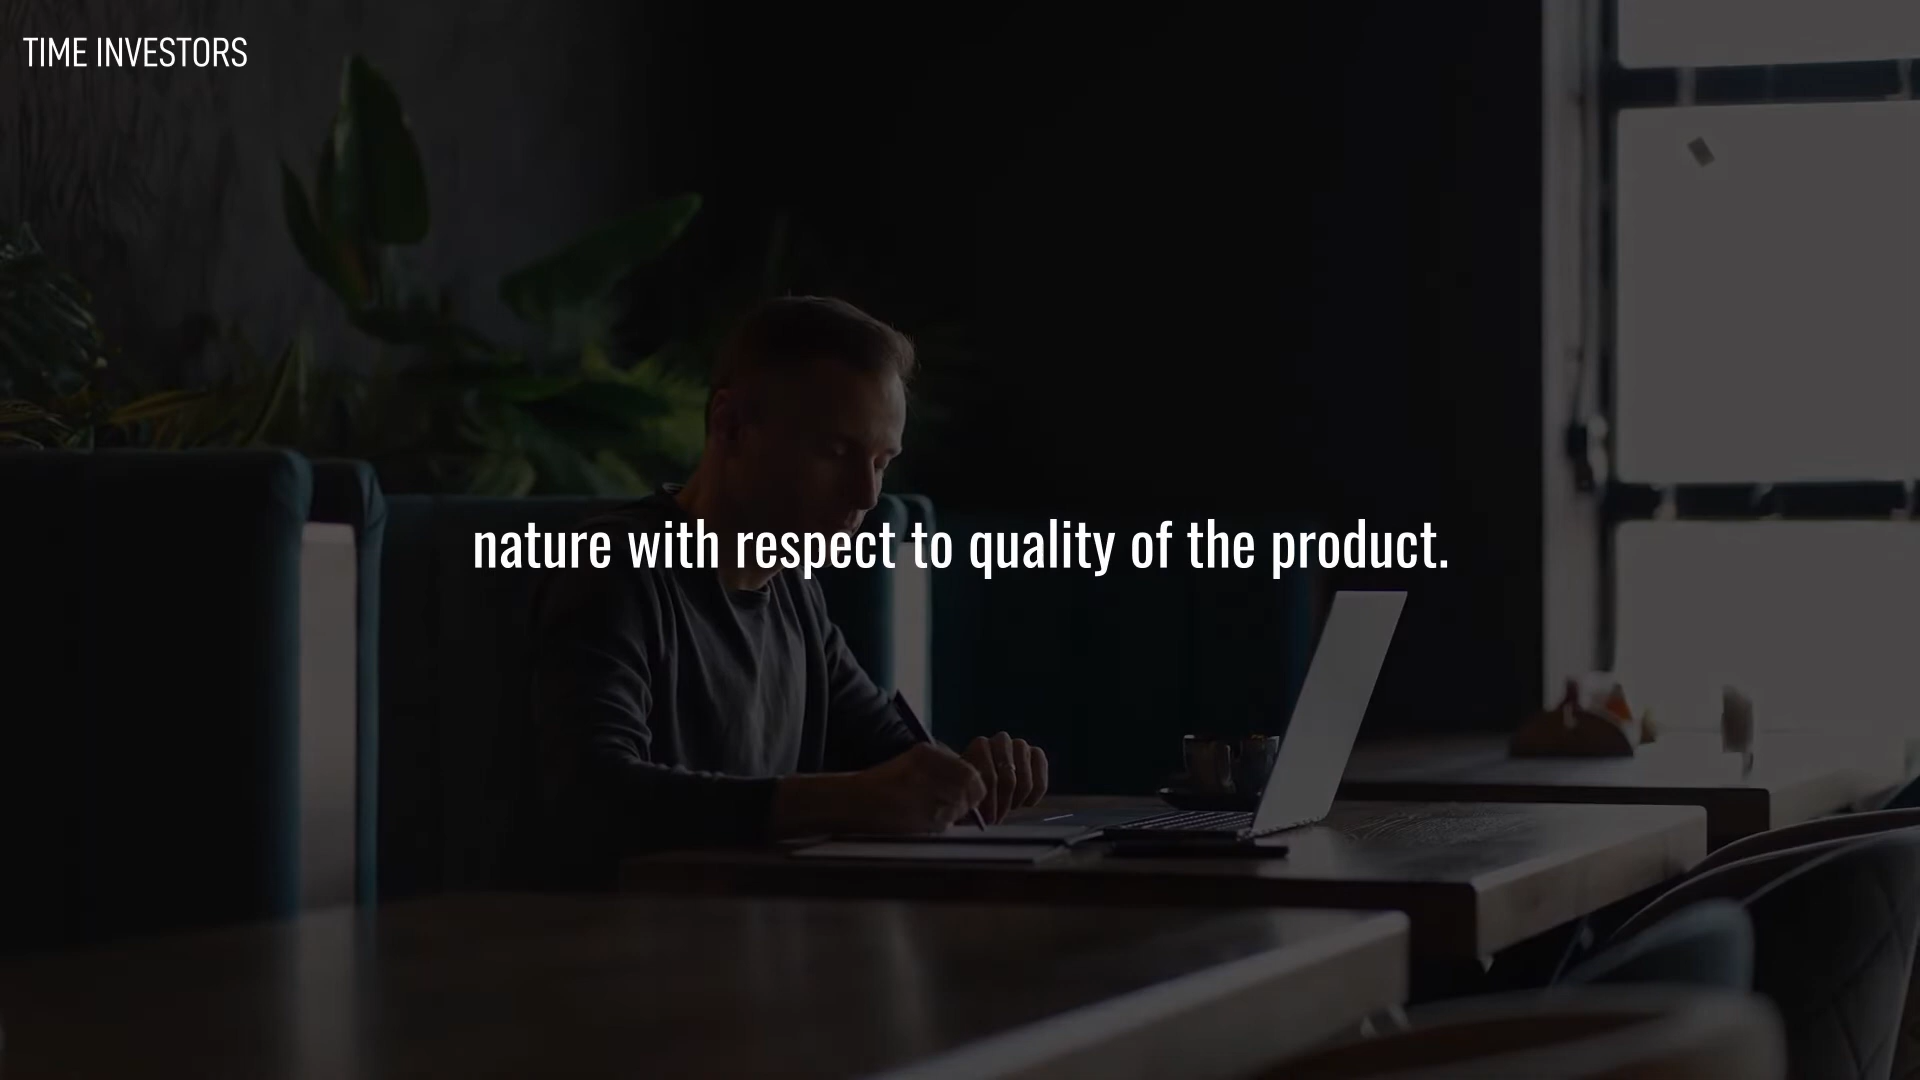 TIME INVESTORS
nature with respect to quality of the product.